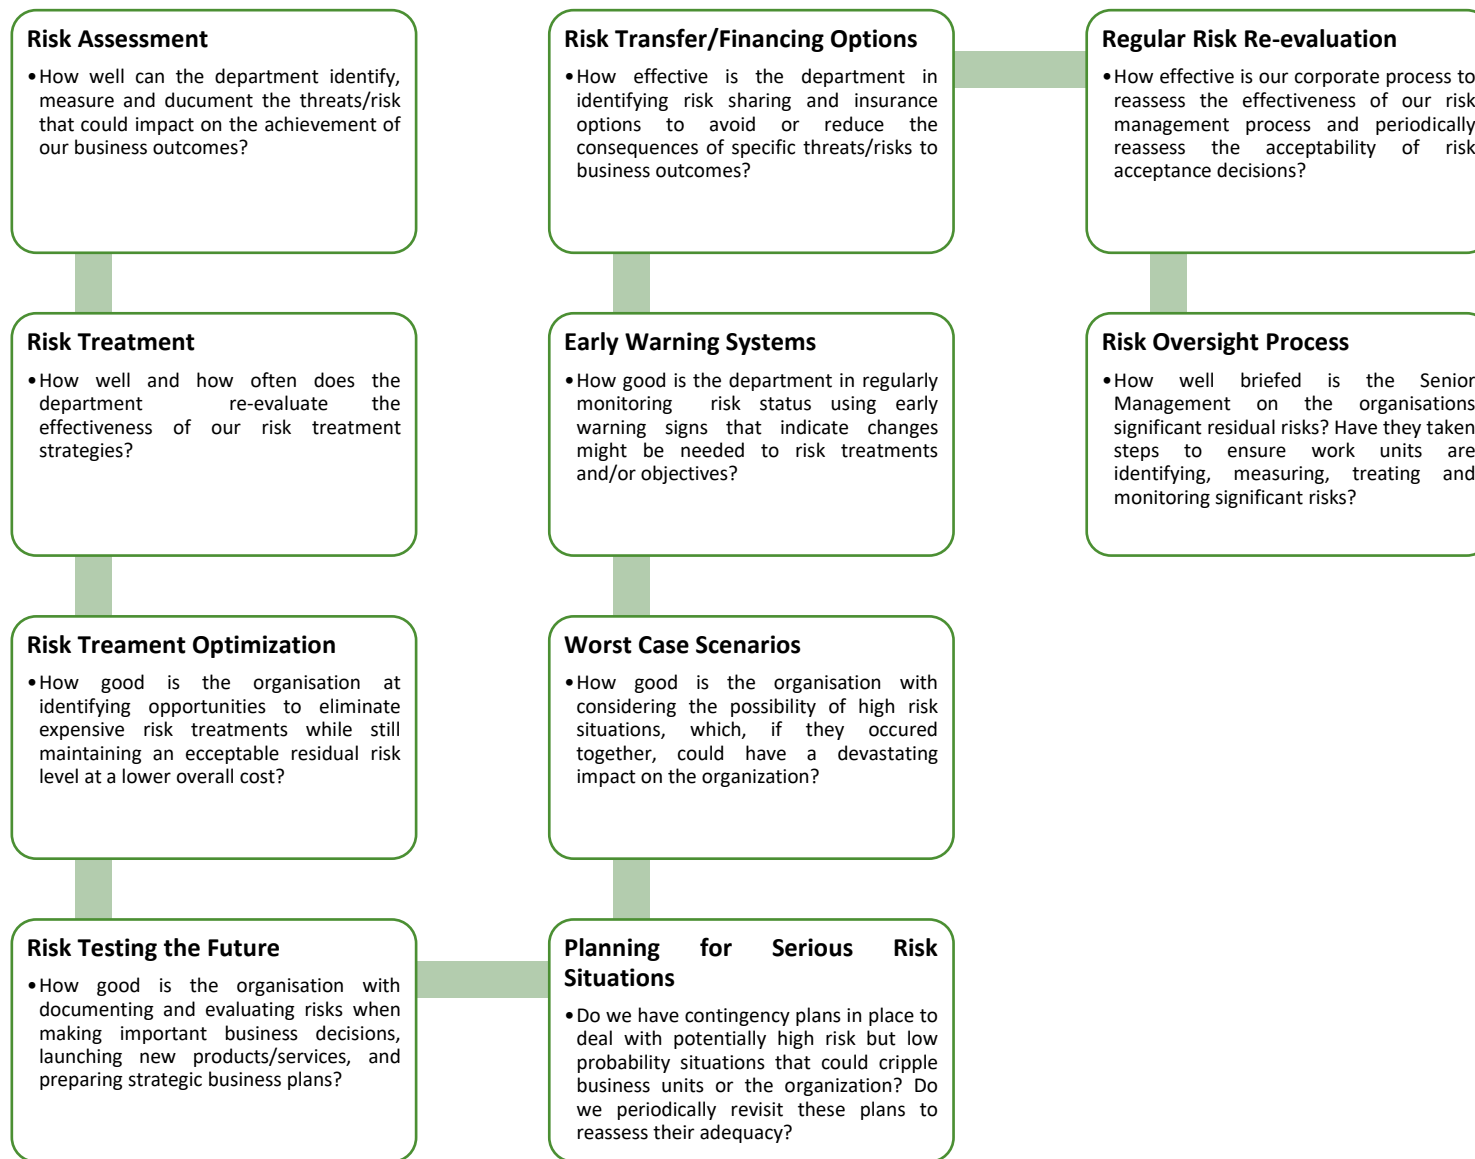 Risk Assessment
•How well can the department identify,
measure and ducument the threats/risk
that could impact on the achievement of
our business outcomes?
Risk Treatment
•How well and how often does the
department re-evaluate the
effectiveness of our risk treatment
strategies?
Risk Treament Optimization
•How good is the organisation at
identifying opportunities to eliminate
expensive risk treatments while still
maintaining an ecceptable residual risk
level at a lower overall cost?
Risk Testing the Future
•How good is the organisation with
documenting and evaluating risks when
making important business decisions,
launching new products/services, and
preparing strategic business plans?
Planning for Serious Risk
Situations
•Do we have contingency plans in place to
deal with potentially high risk but low
probability situations that could cripple
business units or the organization? Do
we periodically revisit these plans to
reassess their adequacy?
Worst Case Scenarios
•How good is the organisation with
considering the possibility of high risk
situations, which, if they occured
together, could have a devastating
impact on the organization?
Early Warning Systems
•How good is the department in regularly
monitoring risk status using early
warning signs that indicate changes
might be needed to risk treatments
and/or objectives?
Risk Transfer/Financing Options
•How effective is the department in
identifying risk sharing and insurance
options to avoid or reduce the
consequences of specific threats/risks to
business outcomes?
Regular Risk Re-evaluation
•How effective is our corporate process to
reassess the effectiveness of our risk
management process and periodically
reassess the acceptability of risk
acceptance decisions?
Risk Oversight Process
•How well briefed is the Senior
Management on the organisations
significant residual risks? Have they taken
steps to ensure work units are
identifying, measuring, treating and
monitoring significant risks?